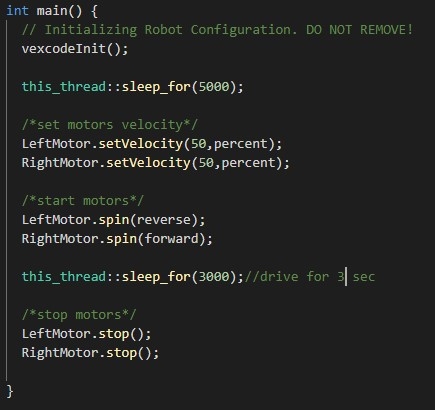 int main() {
// Initializing Robot Configuration. DO NOT REMOVE!
vexcodeInit();
this_thread::sleep_for(5000);
/*set motors velocity*/
LeftMotor.setVelocity(50,percent);
RightMotor.setVelocity(50,percent);
/*start motors*/
LeftMotor.spin(reverse);
RightMotor.spin(forward);
this_thread::sleep_for(3000);//drive for 3 sec
/*stop motors*/
LeftMotor.stop();
RightMotor.stop();
}